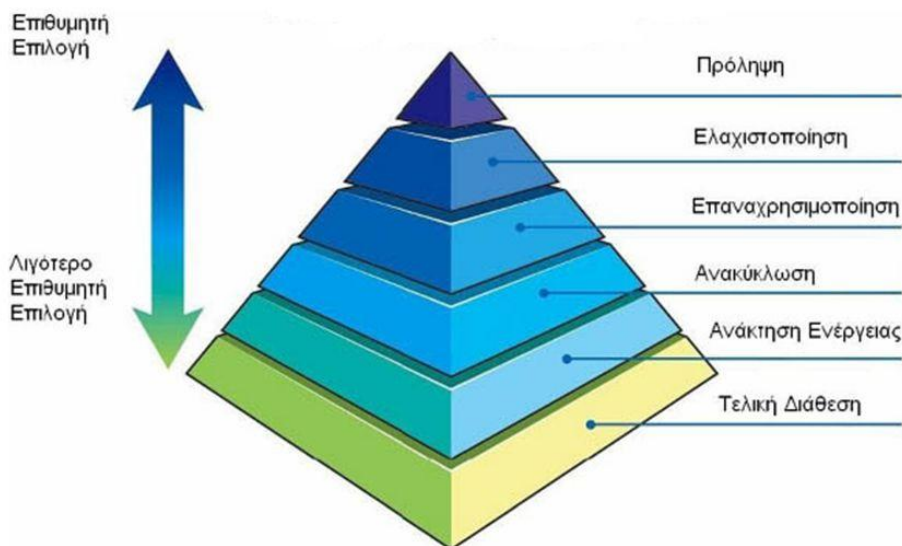 Επιθυμητή
Επιλογή
Πρόληψη
Ελαχιστοποίηση
Επαναχρησιμοποίηση
Λιγότερο
Επιθυμητή
Επιλογή
Ανακύκλωση
Ανάκτηση Ενέργειας
Τελική Διάθεση